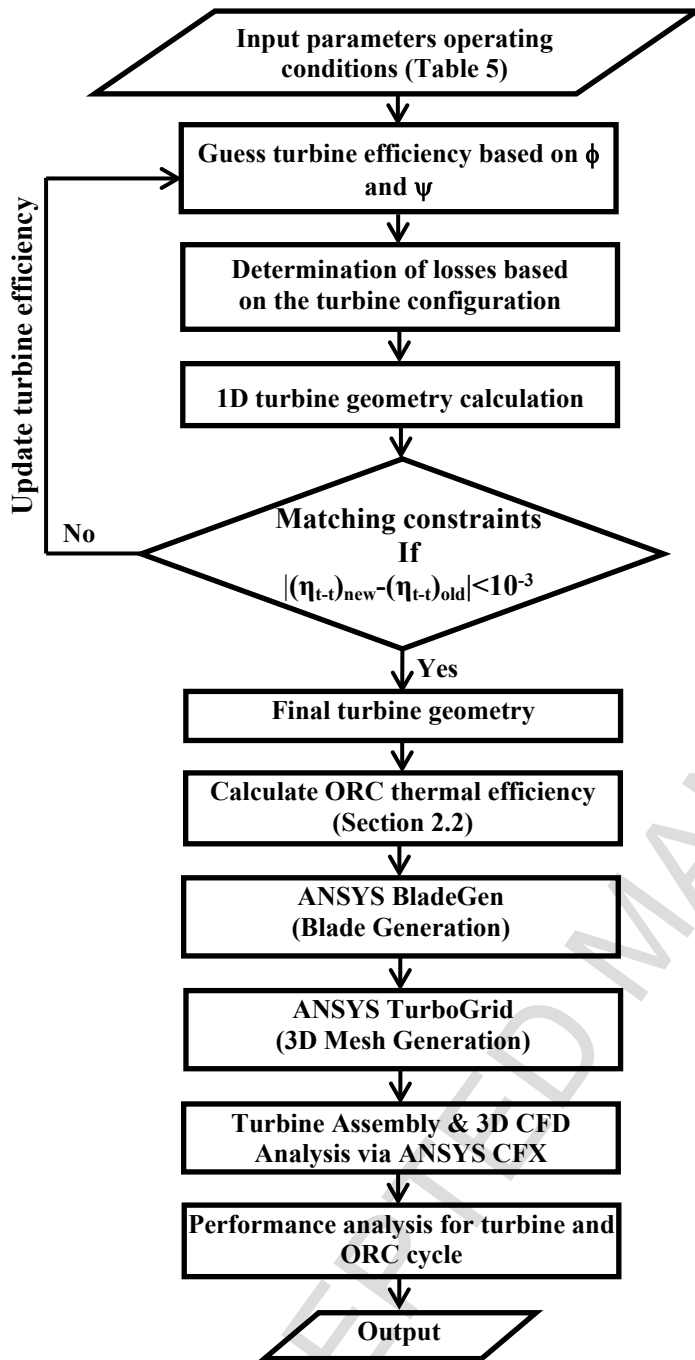 Input parameters operating
conditions (Table 5)
Guess turbine efficiency based on ϕ
and ψ
Update turbine efficiency
Determination of losses based
on the turbine configuration
1D turbine geometry calculation
Matching constraints
If
|(η_{t-t})_{new}-(η_{t-t})_{old}|<10^{-3}
No
Yes
Final turbine geometry
Calculate ORC thermal efficiency
(Section 2.2)
ANSYS BladeGen
(Blade Generation)
ANSYS TurboGrid
(3D Mesh Generation)
Turbine Assembly & 3D CFD
Analysis via ANSYS CFX
Performance analysis for turbine and
ORC cycle
Output